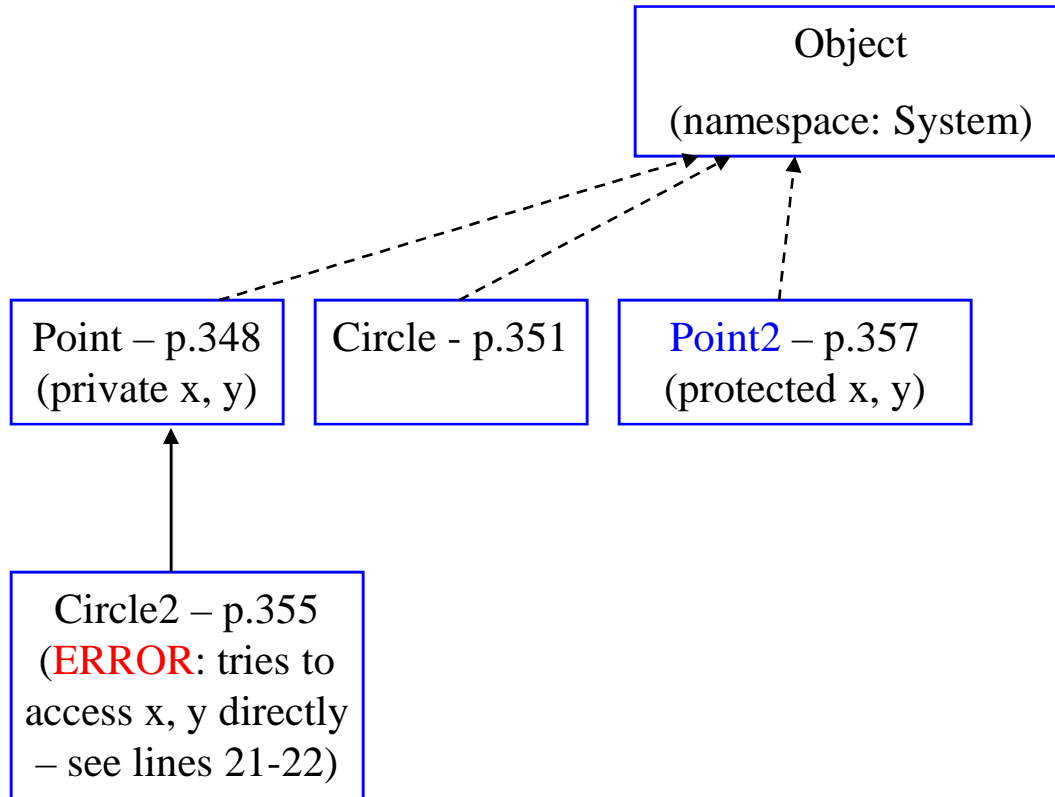 Object
(namespace: System)
Point – p.348
(private x, y)
Circle - p.351
Point2 – p.357
(protected x, y)
Circle2 – p.355
(ERROR: tries to
access x, y directly
– see lines 21-22)